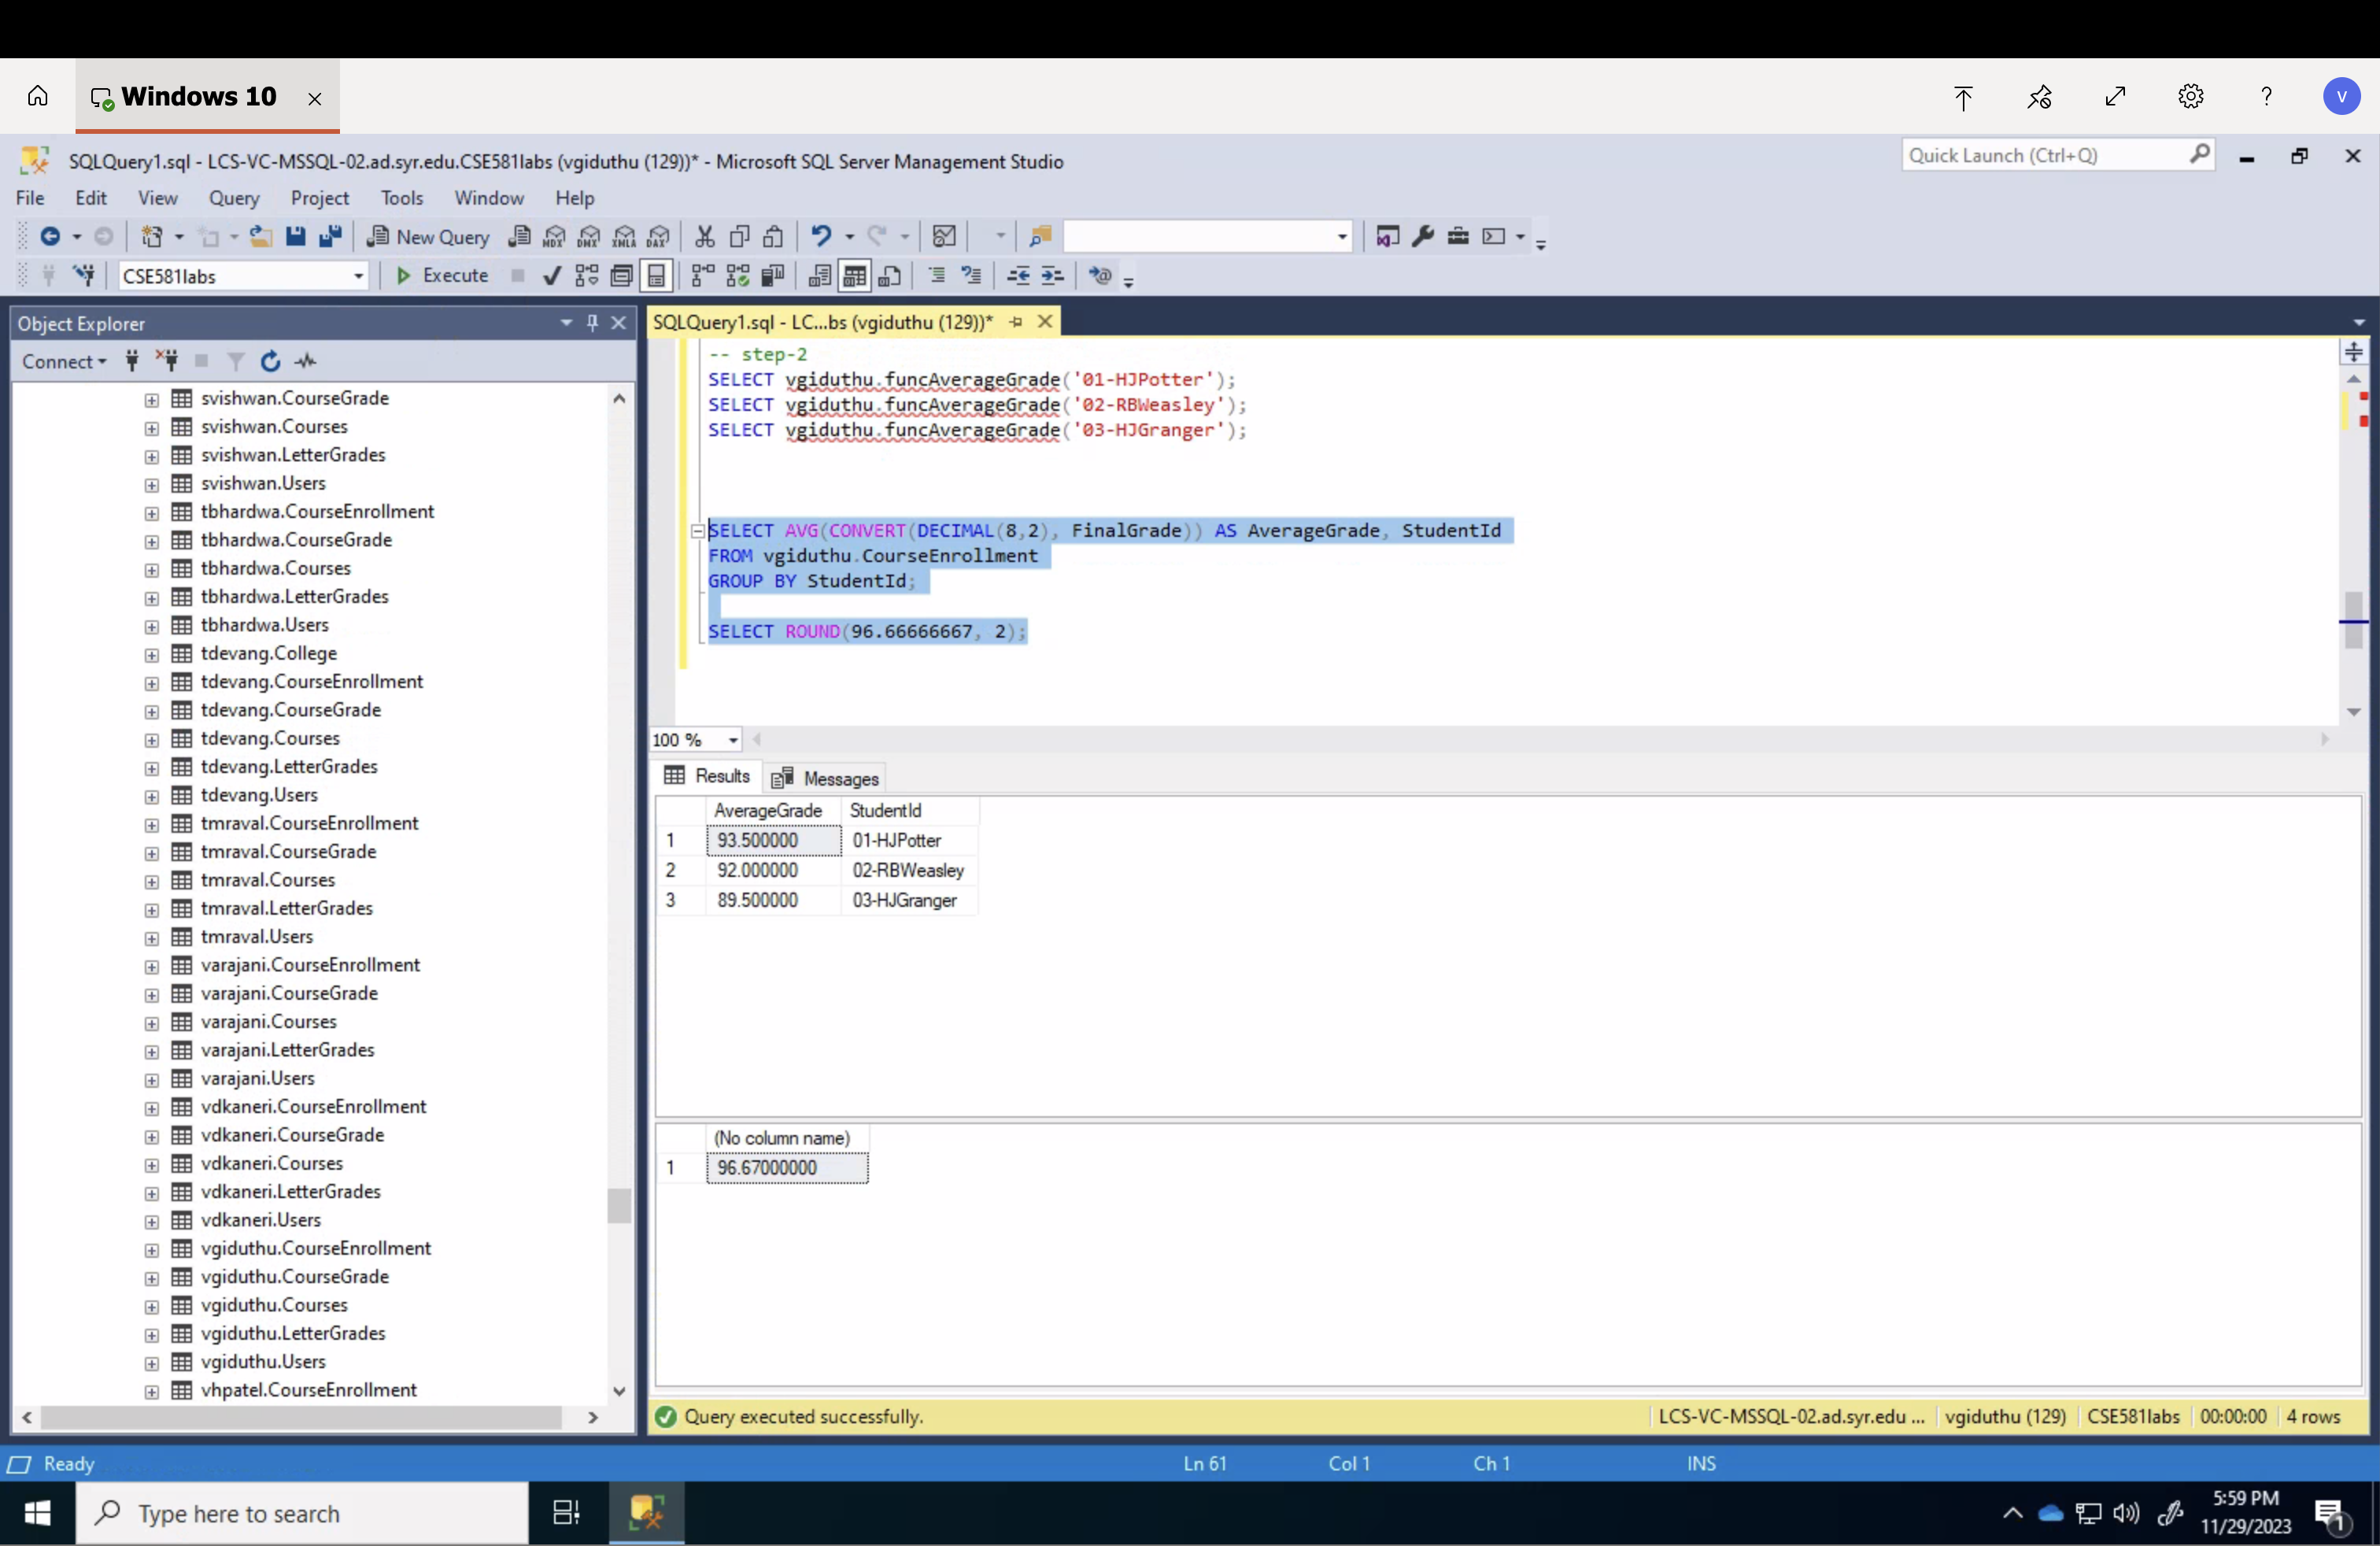 Windows 10
V
SQLQuery1.sql - LCS-VC-MSSQL-02.ad.syr.edu.CSE581labs (vgiduthu (129))* - Microsoft SQL Server Management Studio
Quick Launch (Ctrl+Q)
File Edit View Query Project Tools Window Help
New Query MDX DMX XMLA DAX
CSE581labs Execute
Object Explorer
Connect
svishwan.CourseGrade
svishwan.Courses
svishwan.LetterGrades
svishwan.Users
tbhardwa.CourseEnrollment
tbhardwa.CourseGrade
tbhardwa.Courses
tbhardwa.LetterGrades
tbhardwa.Users
tdevang.College
tdevang.CourseEnrollment
tdevang.CourseGrade
tdevang.Courses
tdevang.LetterGrades
tdevang.Users
tmraval.CourseEnrollment
tmraval.CourseGrade
tmraval.Courses
tmraval.LetterGrades
tmraval.Users
varajani.CourseEnrollment
varajani.CourseGrade
varajani.Courses
varajani.LetterGrades
varajani.Users
vdkaneri.CourseEnrollment
vdkaneri.CourseGrade
vdkaneri.Courses
vdkaneri.LetterGrades
vdkaneri.Users
vgiduthu.CourseEnrollment
vgiduthu.CourseGrade
vgiduthu.Courses
vgiduthu.LetterGrades
vgiduthu.Users
vhpatel.CourseEnrollment
SQLQuery1.sql - LC...bs (vgiduthu (129))*
-- step-2
SELECT vgiduthu.funcAverageGrade('01-HJPotter');
SELECT vgiduthu.funcAverageGrade('02-RBWeasley');
SELECT vgiduthu.funcAverageGrade('03-HJGranger');
SELECT AVG(CONVERT(DECIMAL(8,2), FinalGrade)) AS AverageGrade, StudentId
FROM vgiduthu.CourseEnrollment
GROUP BY StudentId;
SELECT ROUND(96.66666667, 2);
100 %
Results Messages
AverageGrade StudentId
1 93.500000 01-HJPotter
2 92.000000 02-RBWeasley
3 89.500000 03-HJGranger
(No column name)
1 96.67000000
Query executed successfully. LCS-VC-MSSQL-02.ad.syr.edu ... vgiduthu (129) CSE581labs 00:00:00 4 rows
Ready Ln 61 Col 1 Ch 1 INS
Type here to search
5:59 PM
11/29/2023
1